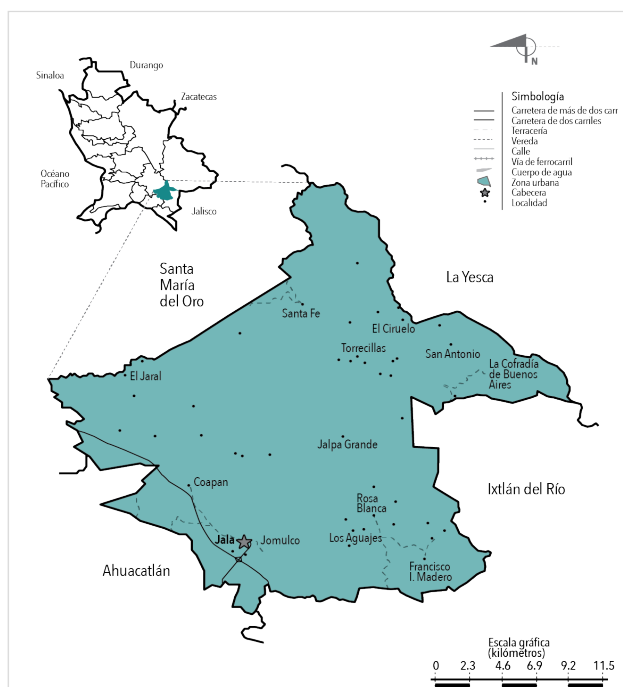 N
Durango
Sinaloa
Zacatecas
Océano
Pacífico
Jalisco
Simbología
Carretera de más de dos carr
Carretera de dos carriles
Terracería
Vereda
Calle
Vía de ferrocarril
Cuerpo de agua
Zona urbana
Cabecera
Localidad
Santa
María
del Oro
La Yesca
Santa Fe
El Ciruelo
Torrecillas
San Antonio
La Cofradía
de Buenos
Aires
El Jaral
Jalpa Grande
Coapan
Rosa
Blanca
Ixtlán del Río
Jala
Jomulco
Los Aguajes
Francisco
I. Madero
Ahuacatlán
Escala gráfica
(kilómetros)
0 2.3 4.6 6.9 9.2 11.5